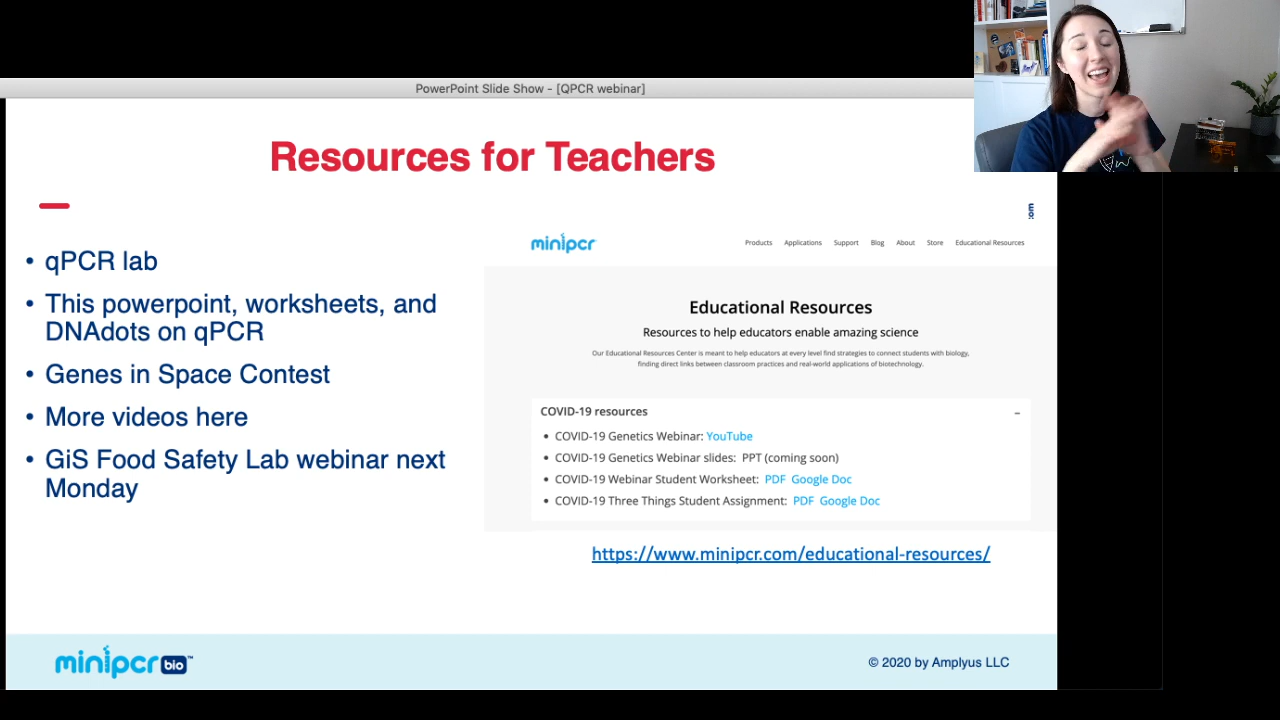 PowerPoint Slide Show - [QPCR webinar]
Resources for Teachers
.com
• qPCR lab
• This powerpoint, worksheets, and
DNAdots on qPCR
• Genes in Space Contest
• More videos here
• GiS Food Safety Lab webinar next
Monday
minipcr
Products Applications Support Blog About Store Educational Resources
Educational Resources
Resources to help educators enable amazing science
Our Educational Resources Center is meant to help educators at every level find strategies to connect students with biology,
finding direct links between classroom practices and real-world applications of biotechnology.
COVID-19 resources –
• COVID-19 Genetics Webinar: YouTube
• COVID-19 Genetics Webinar slides: PPT (coming soon)
• COVID-19 Webinar Student Worksheet: PDF Google Doc
• COVID-19 Three Things Student Assignment: PDF Google Doc
https://www.minipcr.com/educational-resources/
minipcr bio™
© 2020 by Amplyus LLC